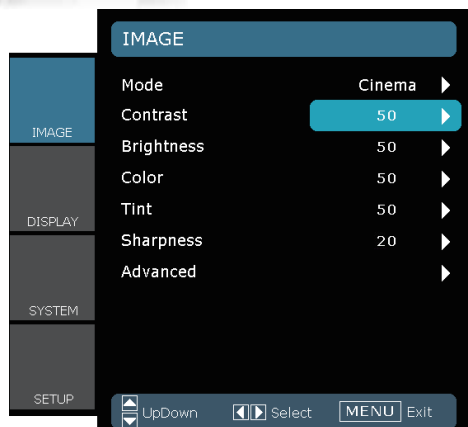 IMAGE
Mode Cinema
Contrast 50
Brightness 50
Color 50
Tint 50
Sharpness 20
Advanced
IMAGE
DISPLAY
SYSTEM
SETUP
UpDown Select MENU Exit